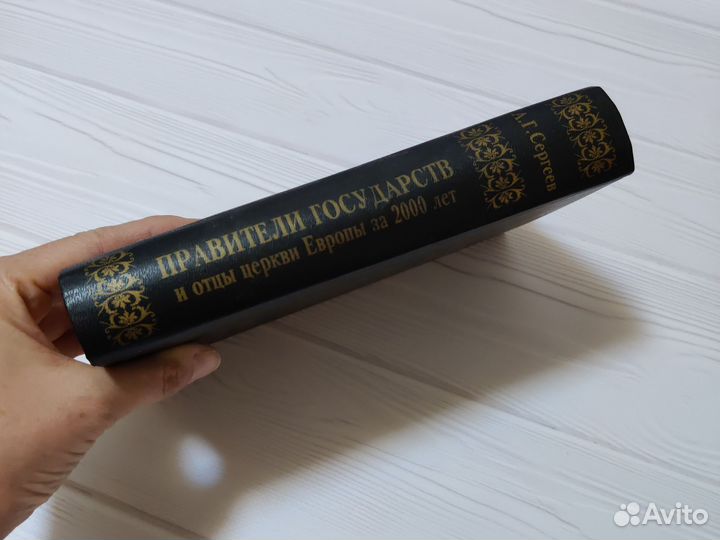 А.Г.Сергеев
ПРАВИТЕЛИ ГОСУДАРСТВ
и отцы церкви Европы за 2000 лет
Avito